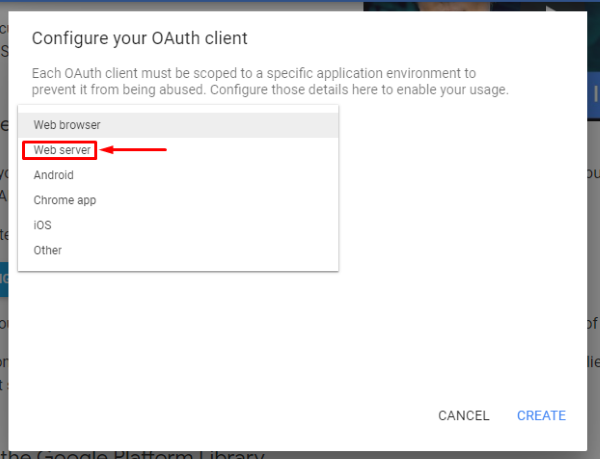 Configure your OAuth client
Each OAuth client must be scoped to a specific application environment to
prevent it from being abused. Configure those details here to enable your usage.
Web browser
Web server
Android
Chrome app
iOS
Other
CANCEL
CREATE
the Google Platform Library